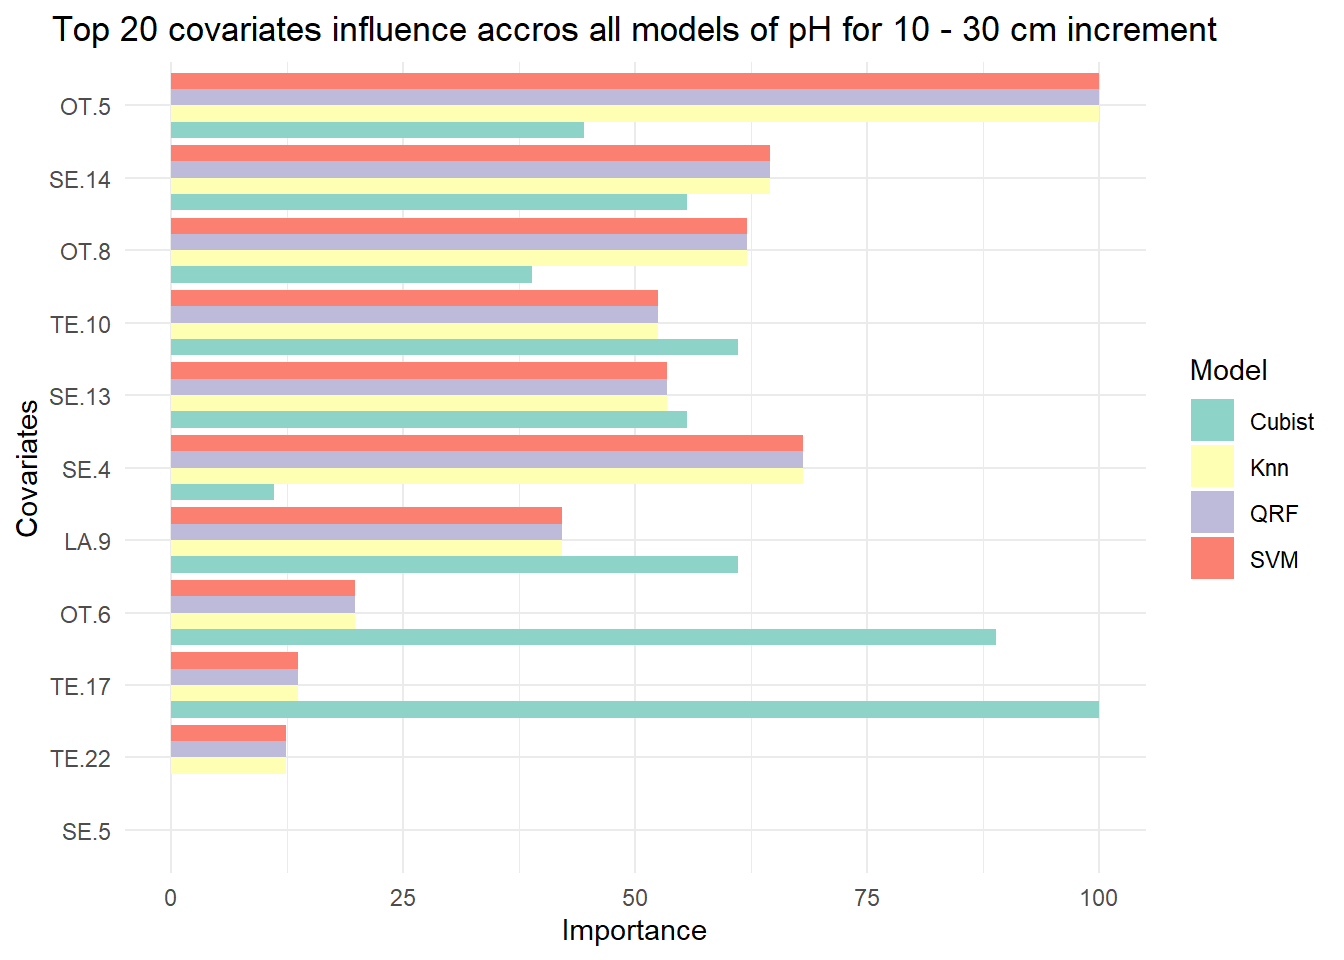 Top 20 covariates influence accros all models of pH for 10 - 30 cm increment
Covariates
OT.5
SE.14
OT.8
TE.10
SE.13
SE.4
LA.9
OT.6
TE.17
TE.22
SE.5
0 25 50 75 100
Importance
Model
Cubist
Knn
QRF
SVM